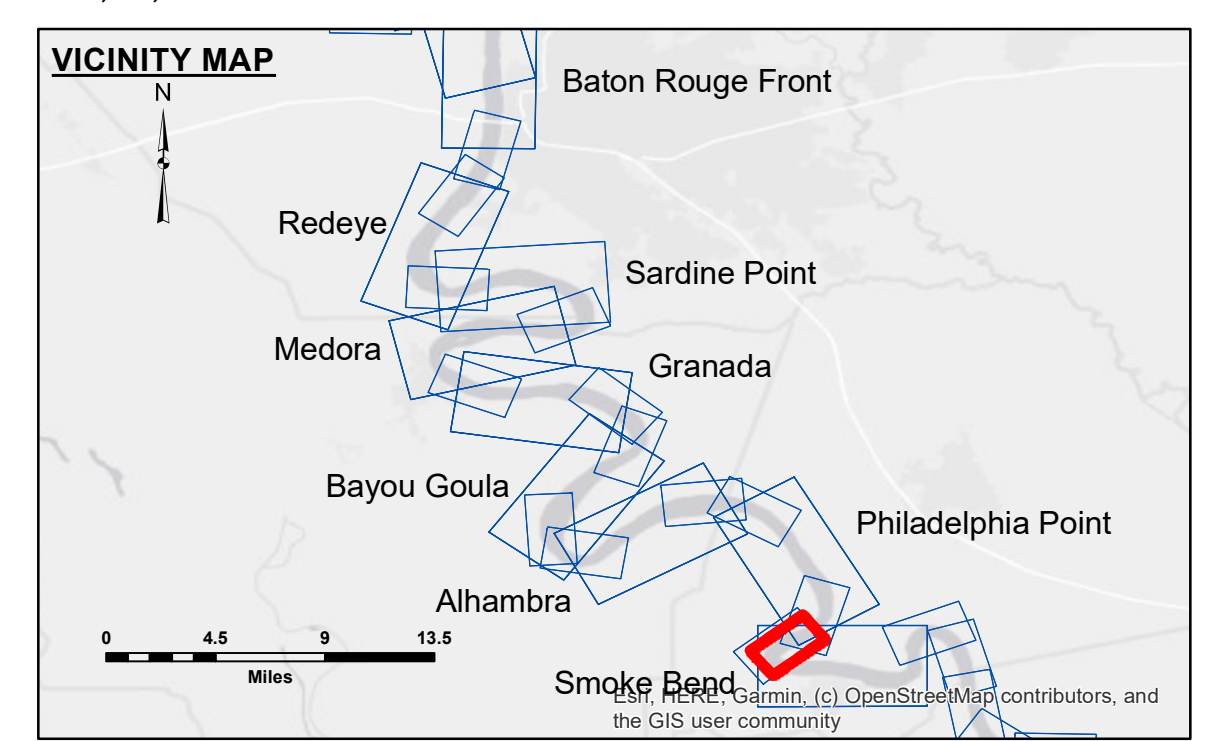 VICINITY MAP
N
Baton Rouge Front
Redeye
Sardine Point
Medora
Granada
Bayou Goula
Philadelphia Point
Alhambra
0 4.5 9 13.5
Miles
Smoke Bend
Esri, HERE, Garmin, (c) OpenStreetMap contributors, and
the GIS user community